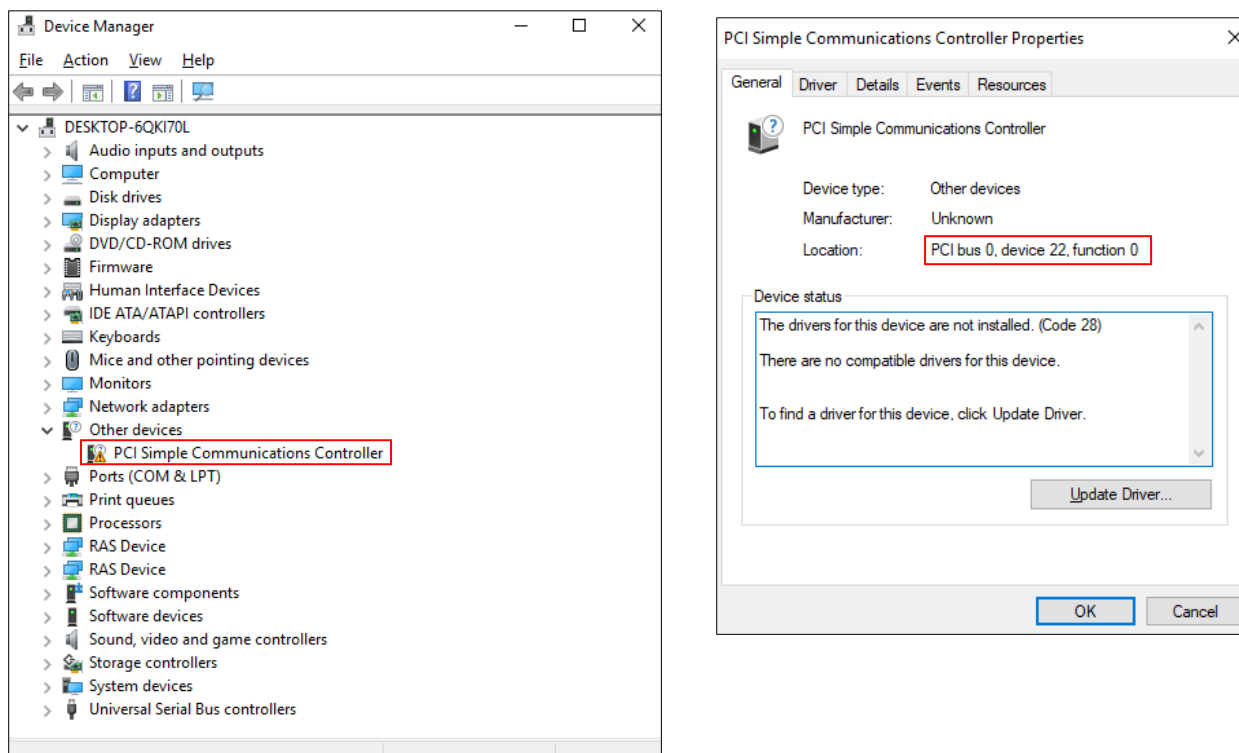 Device Manager
File Action View Help
DESKTOP-6QKI70L
Audio inputs and outputs
Computer
Disk drives
Display adapters
DVD/CD-ROM drives
Firmware
Human Interface Devices
IDE ATA/ATAPI controllers
Keyboards
Mice and other pointing devices
Monitors
Network adapters
Other devices
PCI Simple Communications Controller
Ports (COM & LPT)
Print queues
Processors
RAS Device
RAS Device
Software components
Software devices
Sound, video and game controllers
Storage controllers
System devices
Universal Serial Bus controllers
PCI Simple Communications Controller Properties
General Driver Details Events Resources
PCI Simple Communications Controller
Device type: Other devices
Manufacturer: Unknown
Location: PCI bus 0, device 22, function 0
Device status
The drivers for this device are not installed. (Code 28)
There are no compatible drivers for this device.
To find a driver for this device, click Update Driver.
Update Driver...
OK Cancel